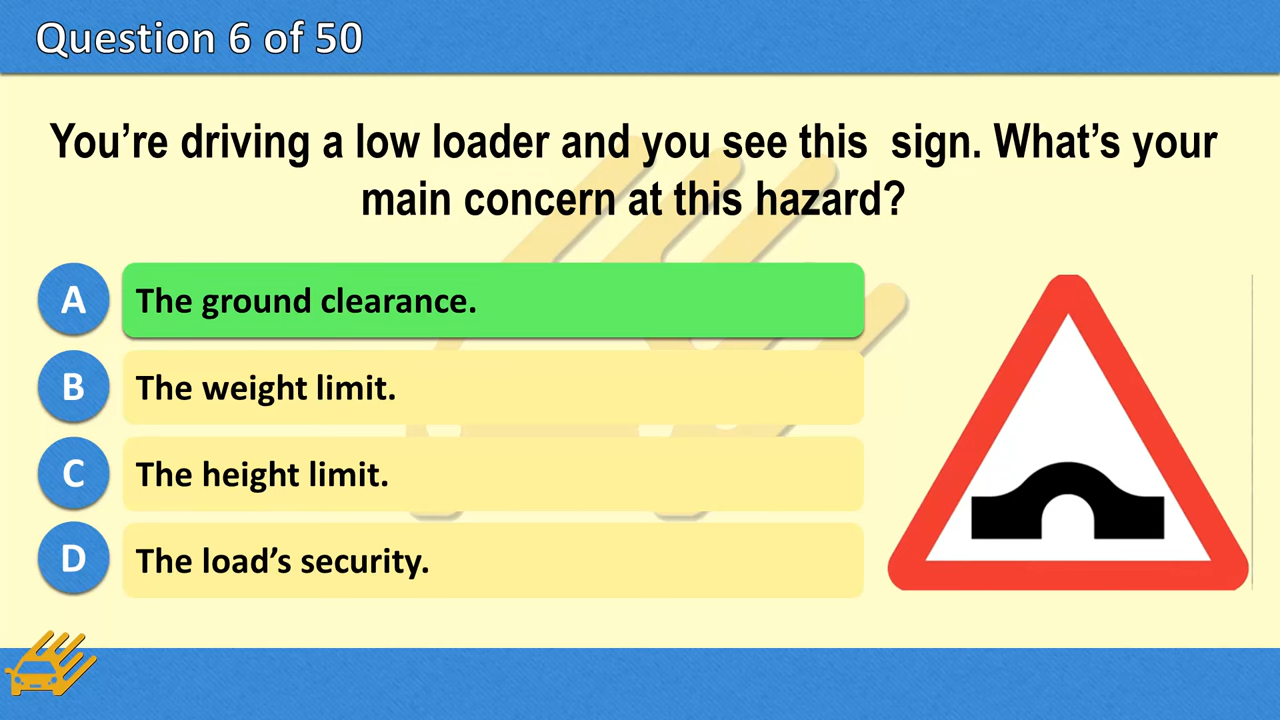 Question 6 of 50
You’re driving a low loader and you see this  sign. What’s your
main concern at this hazard?
A The ground clearance.
B The weight limit.
C The height limit.
D The load’s security.